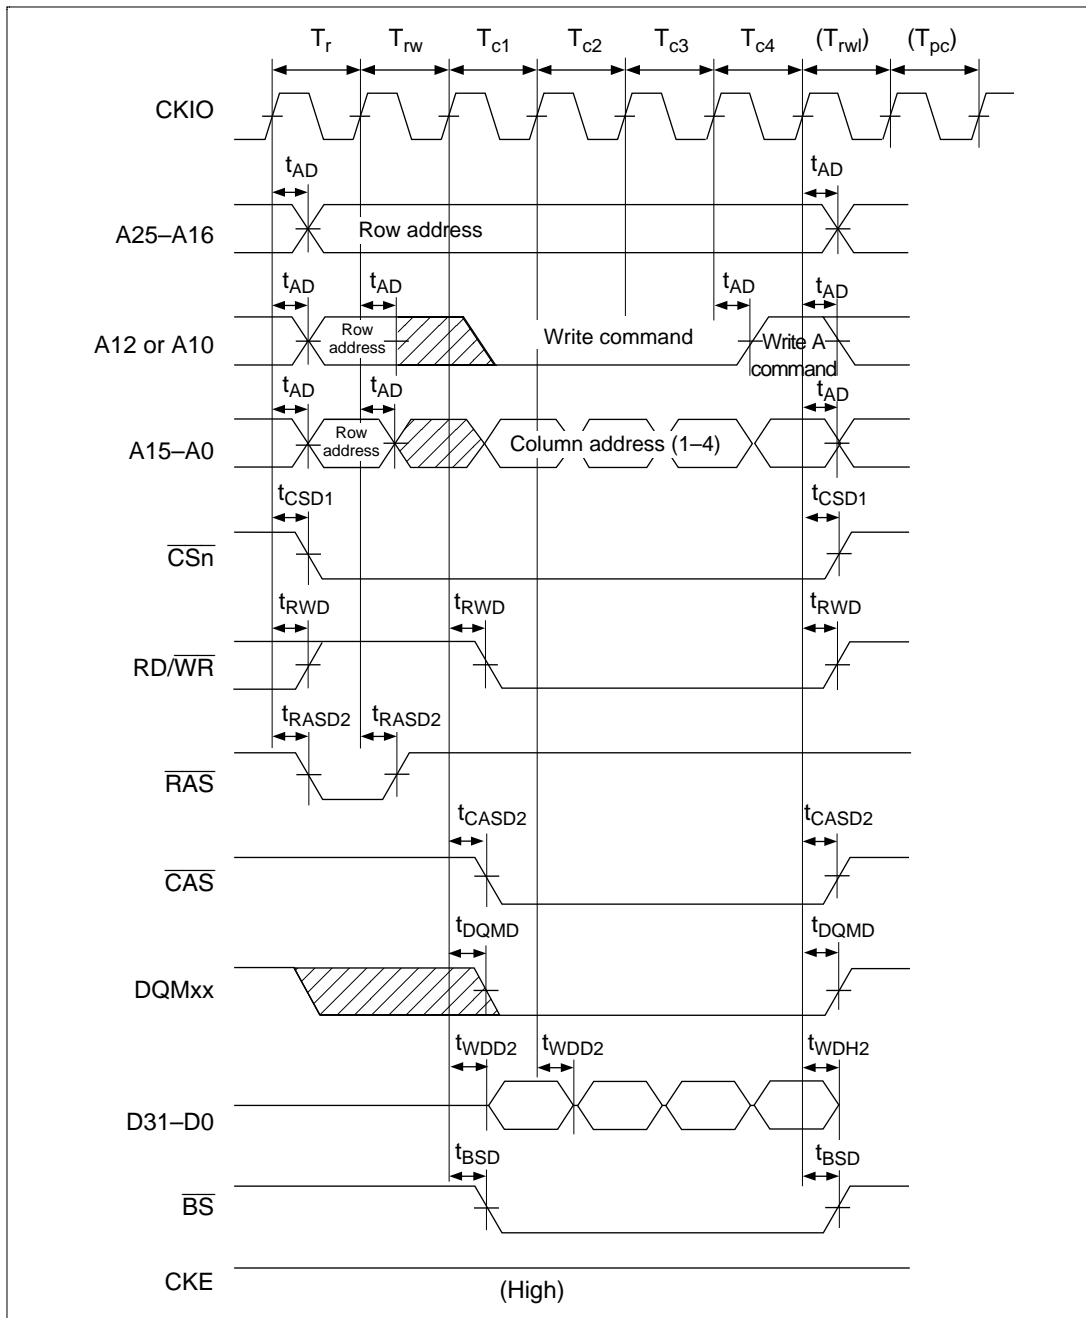 Tr Trw Tc1 Tc2 Tc3 Tc4 (Trwl) (Tpc)
CKIO
tAD tAD
A25–A16 Row address
tAD tAD tAD tAD
A12 or A10 Row address Write command Write A command
tAD tAD tAD
A15–A0 Row address Column address (1–4)
tCSD1 tCSD1
CSn
tRWD tRWD tRWD
RD/WR
tRASD2 tRASD2
RAS
tCASD2 tCASD2
CAS
tDQMD tDQMD
DQMxx
tWDD2 tWDD2 tWDH2
D31–D0
tBSD tBSD
BS
CKE (High)